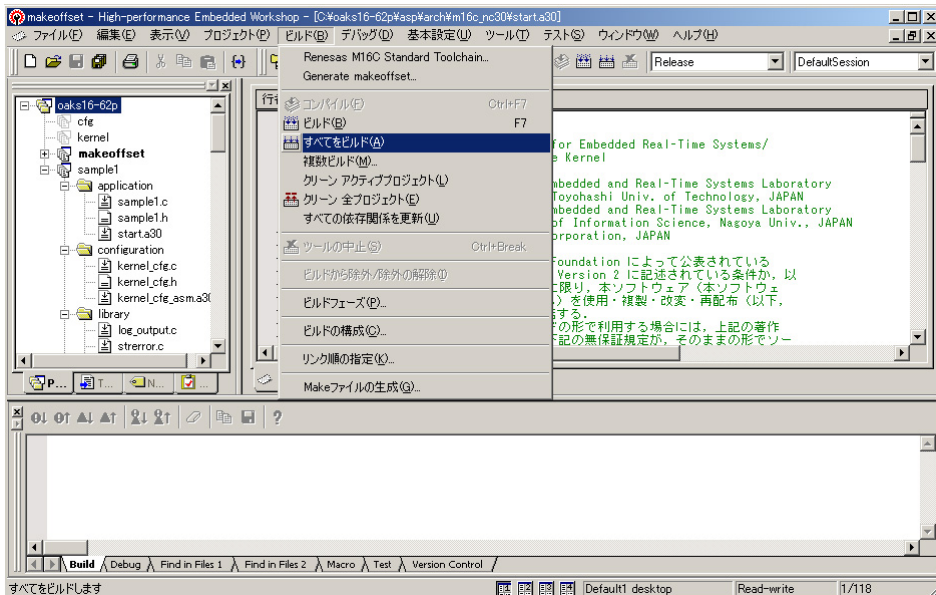 makeoffset - High-performance Embedded Workshop - [C:¥oaks16-62p¥asp¥arch¥m16c_nc30¥start.a30]
ファイル(F) 編集(E) 表示(V) プロジェクト(P) ビルド(B) デバッグ(D) 基本設定(U) ツール(T) テスト(S) ウィンドウ(W) ヘルプ(H)
Release
DefaultSession
oaks16-62p
cfg
kernel
makeoffset
sample1
application
sample1.c
sample1.h
start.a30
configuration
kernel_cfg.c
kernel_cfg.h
kernel_cfg_asm.a30
library
log_output.c
strerror.c
P...
T...
N...
Renesas M16C Standard Toolchain...
Generate makeoffset...
コンパイル(F) Ctrl+F7
ビルド(B) F7
すべてをビルド(A)
複数ビルド(M)...
クリーン アクティブプロジェクト(L)
クリーン 全プロジェクト(E)
すべての依存関係を更新(U)
ツールの中止(S) Ctrl+Break
ビルドから除外/除外の解除(I)
ビルドフェーズ(P)...
ビルドの構成(C)...
リンク順の指定(K)...
Makeファイルの生成(G)...
for Embedded Real-Time Systems/
e Kernel
mbedded and Real-Time Systems Laboratory
Toyohashi Univ. of Technology, JAPAN
mbedded and Real-Time Systems Laboratory
of Information Science, Nagoya Univ., JAPAN
orporation, JAPAN
Foundation によって公表されている
Version 2 に記述されている条件か，以
に限り，本ソフトウェア（本ソフトウェ
）を使用・複製・改変・再配布（以下，
する．
の形で利用する場合には，上記の著作
下記の無保証規定が，そのままの形でソー
Build Debug Find in Files 1 Find in Files 2 Macro Test Version Control
すべてをビルドします
Default1 desktop
Read-write
1/118